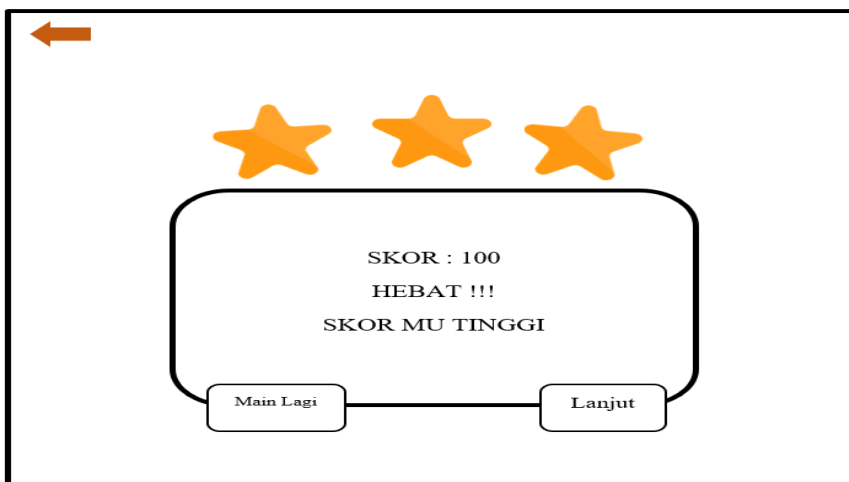 SKOR : 100
HEBAT !!!
SKOR MU TINGGI
Main Lagi
Lanjut